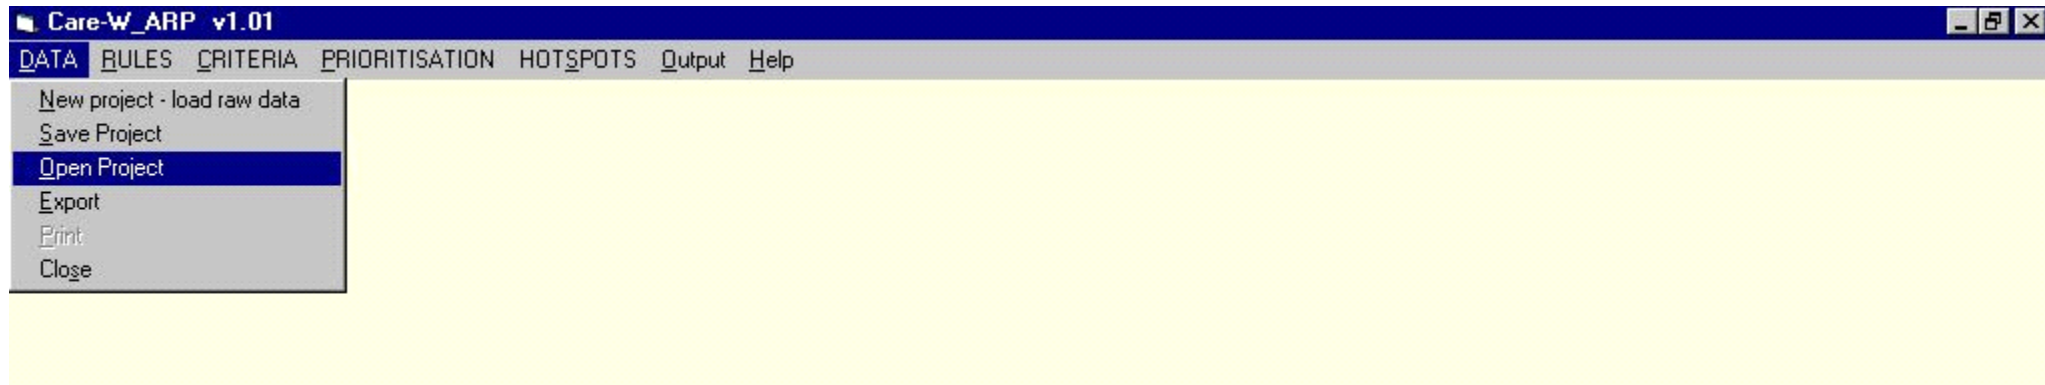 Care-W_ARP v1.01
DATA RULES CRITERIA PRIORITISATION HOTSPOTS Output Help
New project - load raw data
Save Project
Open Project
Export
Print
Close